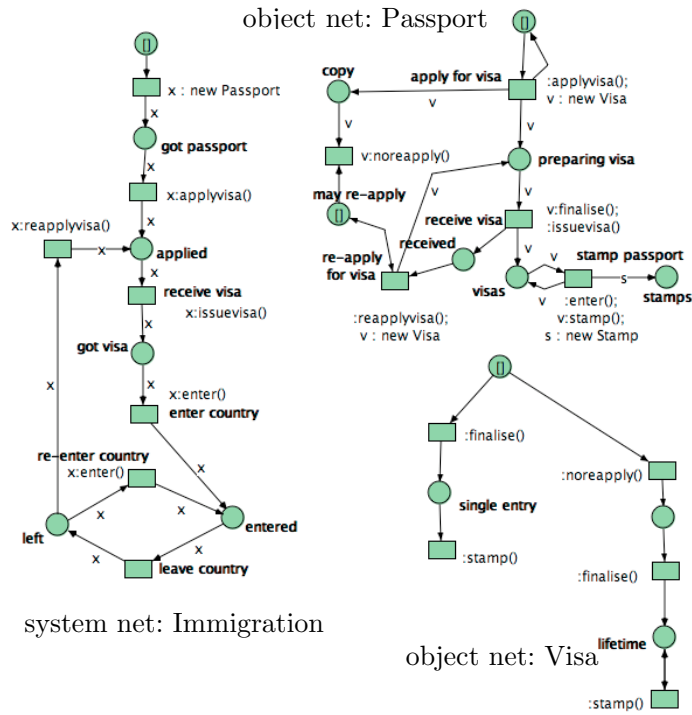 object net: Passport
[]
x : new Passport
x
got passport
x
x:applyvisa()
x
x:reapplyvisa()
x
applied
x
receive visa
x:issuevisa()
x
got visa
x
x:enter()
enter country
x
re-enter country
x:enter()
x
x
x
left
entered
x
x
leave country
system net: Immigration
[]
copy
apply for visa
:applyvisa();
v : new Visa
v
v
v
v:noreapply()
preparing visa
may re-apply
[]
v
v
receive visa
v:finalise();
:issuevisa()
received
re-apply
for visa
v
v
stamp passport
s
visas
v
stamps
:enter();
v:stamp();
s : new Stamp
:reapplyvisa();
v : new Visa
[]
:finalise()
:noreapply()
single entry
:stamp()
:finalise()
lifetime
:stamp()
object net: Visa